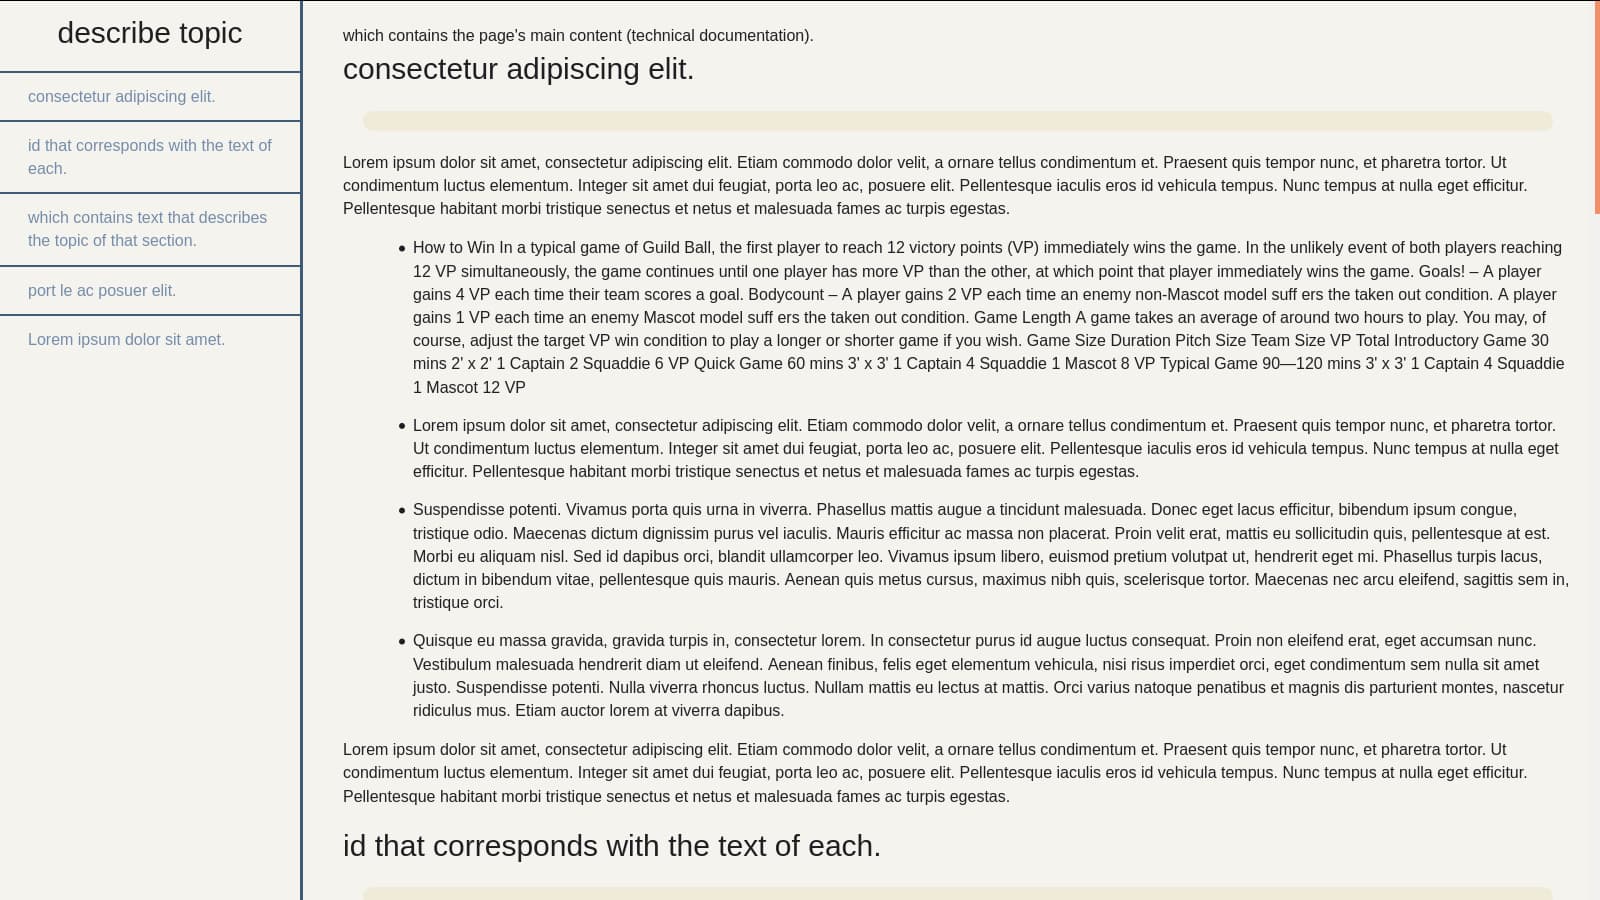 describe topic
consectetur adipiscing elit.
id that corresponds with the text of
each.
which contains text that describes
the topic of that section.
port le ac posuer elit.
Lorem ipsum dolor sit amet.
which contains the page's main content (technical documentation).
consectetur adipiscing elit.
Lorem ipsum dolor sit amet, consectetur adipiscing elit. Etiam commodo dolor velit, a ornare tellus condimentum et. Praesent quis tempor nunc, et pharetra tortor. Ut
condimentum luctus elementum. Integer sit amet dui feugiat, porta leo ac, posuere elit. Pellentesque iaculis eros id vehicula tempus. Nunc tempus at nulla eget efficitur.
Pellentesque habitant morbi tristique senectus et netus et malesuada fames ac turpis egestas.
• How to Win In a typical game of Guild Ball, the first player to reach 12 victory points (VP) immediately wins the game. In the unlikely event of both players reaching
12 VP simultaneously, the game continues until one player has more VP than the other, at which point that player immediately wins the game. Goals! – A player
gains 4 VP each time their team scores a goal. Bodycount – A player gains 2 VP each time an enemy non-Mascot model suff ers the taken out condition. A player
gains 1 VP each time an enemy Mascot model suff ers the taken out condition. Game Length A game takes an average of around two hours to play. You may, of
course, adjust the target VP win condition to play a longer or shorter game if you wish. Game Size Duration Pitch Size Team Size VP Total Introductory Game 30
mins 2' x 2' 1 Captain 2 Squaddie 6 VP Quick Game 60 mins 3' x 3' 1 Captain 4 Squaddie 1 Mascot 8 VP Typical Game 90—120 mins 3' x 3' 1 Captain 4 Squaddie
1 Mascot 12 VP
• Lorem ipsum dolor sit amet, consectetur adipiscing elit. Etiam commodo dolor velit, a ornare tellus condimentum et. Praesent quis tempor nunc, et pharetra tortor.
Ut condimentum luctus elementum. Integer sit amet dui feugiat, porta leo ac, posuere elit. Pellentesque iaculis eros id vehicula tempus. Nunc tempus at nulla eget
efficitur. Pellentesque habitant morbi tristique senectus et netus et malesuada fames ac turpis egestas.
• Suspendisse potenti. Vivamus porta quis urna in viverra. Phasellus mattis augue a tincidunt malesuada. Donec eget lacus efficitur, bibendum ipsum congue,
tristique odio. Maecenas dictum dignissim purus vel iaculis. Mauris efficitur ac massa non placerat. Proin velit erat, mattis eu sollicitudin quis, pellentesque at est.
Morbi eu aliquam nisl. Sed id dapibus orci, blandit ullamcorper leo. Vivamus ipsum libero, euismod pretium volutpat ut, hendrerit eget mi. Phasellus turpis lacus,
dictum in bibendum vitae, pellentesque quis mauris. Aenean quis metus cursus, maximus nibh quis, scelerisque tortor. Maecenas nec arcu eleifend, sagittis sem in,
tristique orci.
• Quisque eu massa gravida, gravida turpis in, consectetur lorem. In consectetur purus id augue luctus consequat. Proin non eleifend erat, eget accumsan nunc.
Vestibulum malesuada hendrerit diam ut eleifend. Aenean finibus, felis eget elementum vehicula, nisi risus imperdiet orci, eget condimentum sem nulla sit amet
justo. Suspendisse potenti. Nulla viverra rhoncus luctus. Nullam mattis eu lectus at mattis. Orci varius natoque penatibus et magnis dis parturient montes, nascetur
ridiculus mus. Etiam auctor lorem at viverra dapibus.
Lorem ipsum dolor sit amet, consectetur adipiscing elit. Etiam commodo dolor velit, a ornare tellus condimentum et. Praesent quis tempor nunc, et pharetra tortor. Ut
condimentum luctus elementum. Integer sit amet dui feugiat, porta leo ac, posuere elit. Pellentesque iaculis eros id vehicula tempus. Nunc tempus at nulla eget efficitur.
Pellentesque habitant morbi tristique senectus et netus et malesuada fames ac turpis egestas.
id that corresponds with the text of each.